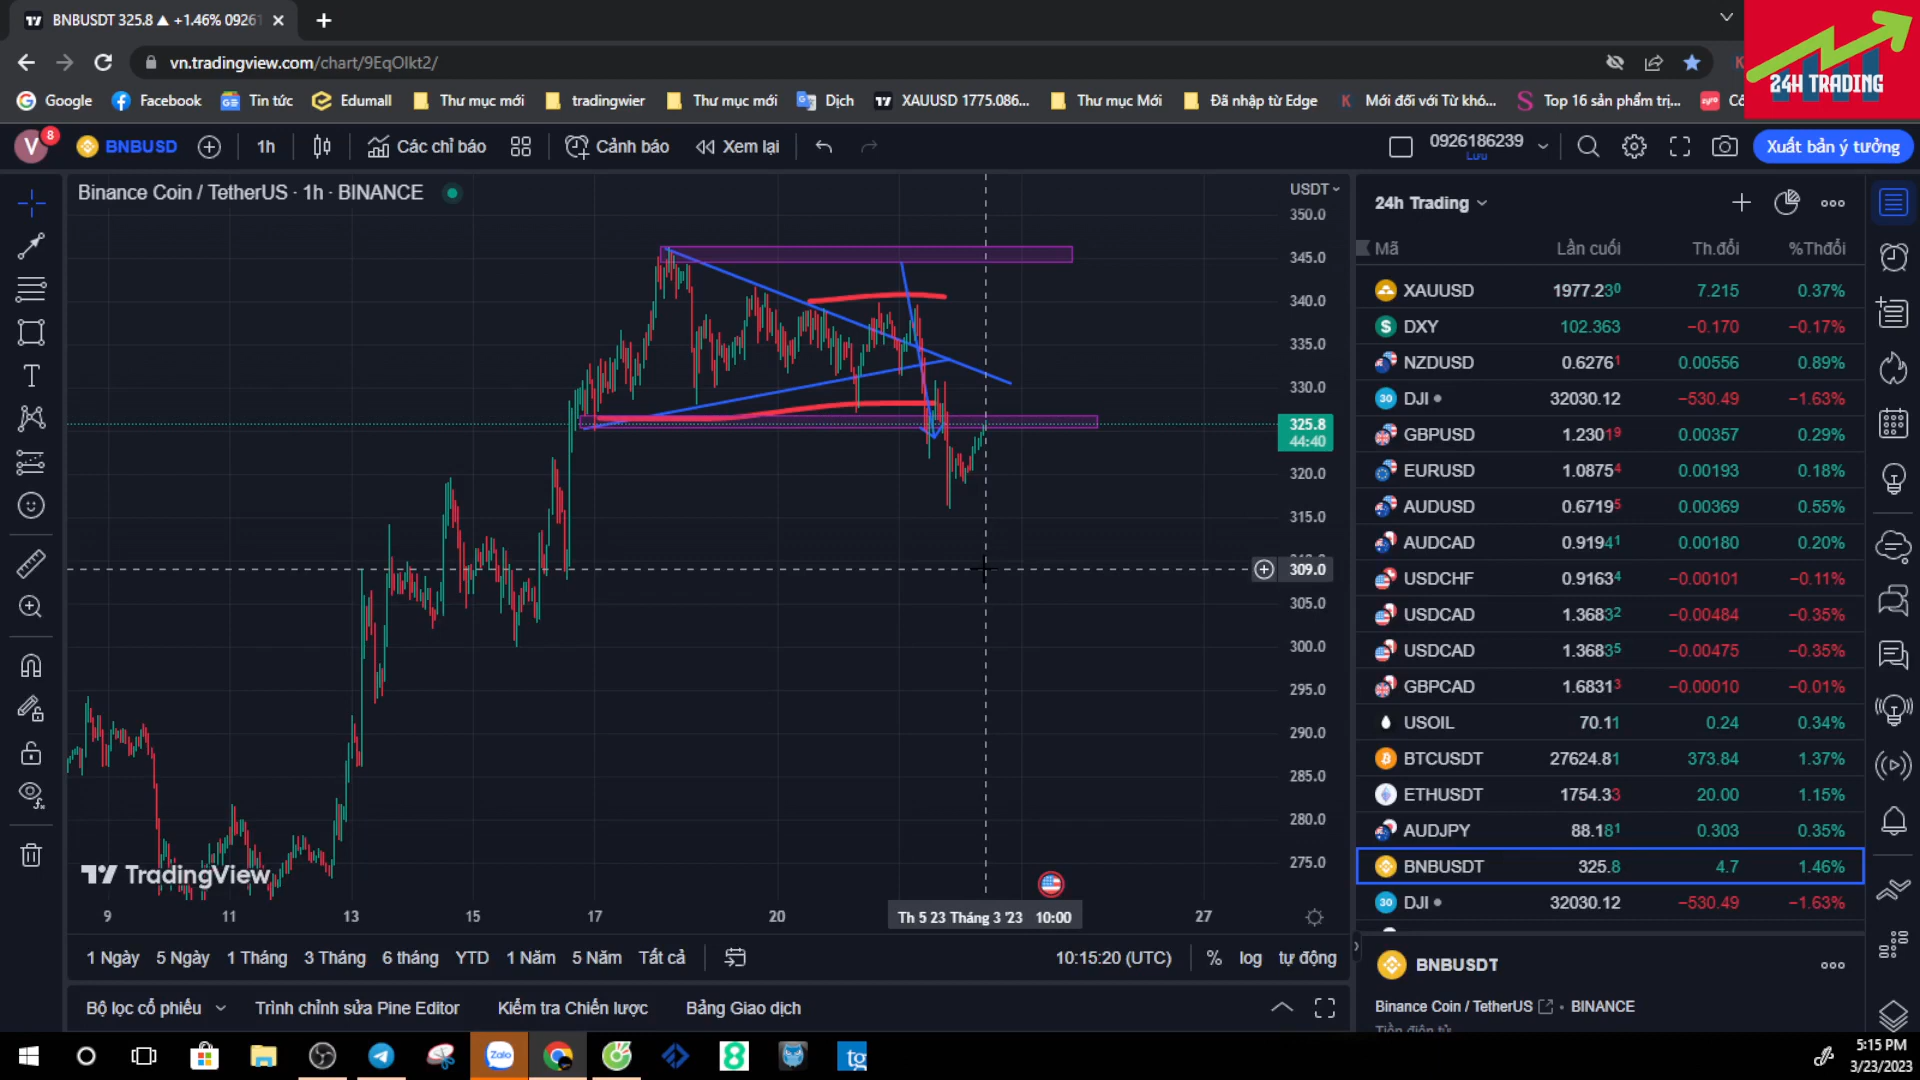 BNBUSDT 325.8 ▲ +1.46% 09261
24H TRADING
vn.tradingview.com/chart/9EqOlkt2/
Google
Facebook
Tin tức
Edumall
Thư mục mới
tradingwier
Thư mục mới
Dịch
XAUUSD 1775.086...
Thư mục Mới
Đã nhập từ Edge
Mới đối với Từ khó...
Top 16 sản phẩm trị...
V 8
BNBUSD
1h
Các chỉ báo
Cảnh báo
Xem lại
0926186239
Lưu
Xuất bản ý tưởng
Binance Coin / TetherUS · 1h · BINANCE
USDT
350.0
345.0
340.0
335.0
330.0
325.8
44:40
320.0
315.0
309.0
305.0
300.0
295.0
290.0
285.0
280.0
275.0
TradingView
9 11 13 15 17 20 Th 5 23 Tháng 3 '23 10:00 27
1 Ngày 5 Ngày 1 Tháng 3 Tháng 6 tháng YTD 1 Năm 5 Năm Tất cả
10:15:20 (UTC) % log tự động
Bộ lọc cổ phiếu Trình chỉnh sửa Pine Editor Kiểm tra Chiến lược Bảng Giao dịch
24h Trading
Mã Lần cuối Th.đổi %Thđổi
XAUUSD 1977.230 7.215 0.37%
DXY 102.363 −0.170 −0.17%
NZDUSD 0.62761 0.00556 0.89%
DJI 32030.12 −530.49 −1.63%
GBPUSD 1.23019 0.00357 0.29%
EURUSD 1.08754 0.00193 0.18%
AUDUSD 0.67195 0.00369 0.55%
AUDCAD 0.91941 0.00180 0.20%
USDCHF 0.91634 −0.00101 −0.11%
USDCAD 1.36832 −0.00484 −0.35%
USDCAD 1.36835 −0.00475 −0.35%
GBPCAD 1.68313 −0.00010 −0.01%
USOIL 70.11 0.24 0.34%
BTCUSDT 27624.81 373.84 1.37%
ETHUSDT 1754.33 20.00 1.15%
AUDJPY 88.181 0.303 0.35%
BNBUSDT 325.8 4.7 1.46%
DJI 32030.12 −530.49 −1.63%
BNBUSDT
Binance Coin / TetherUS • BINANCE
Tiền điện tử
Zalo
tg
5:15 PM
3/23/2023